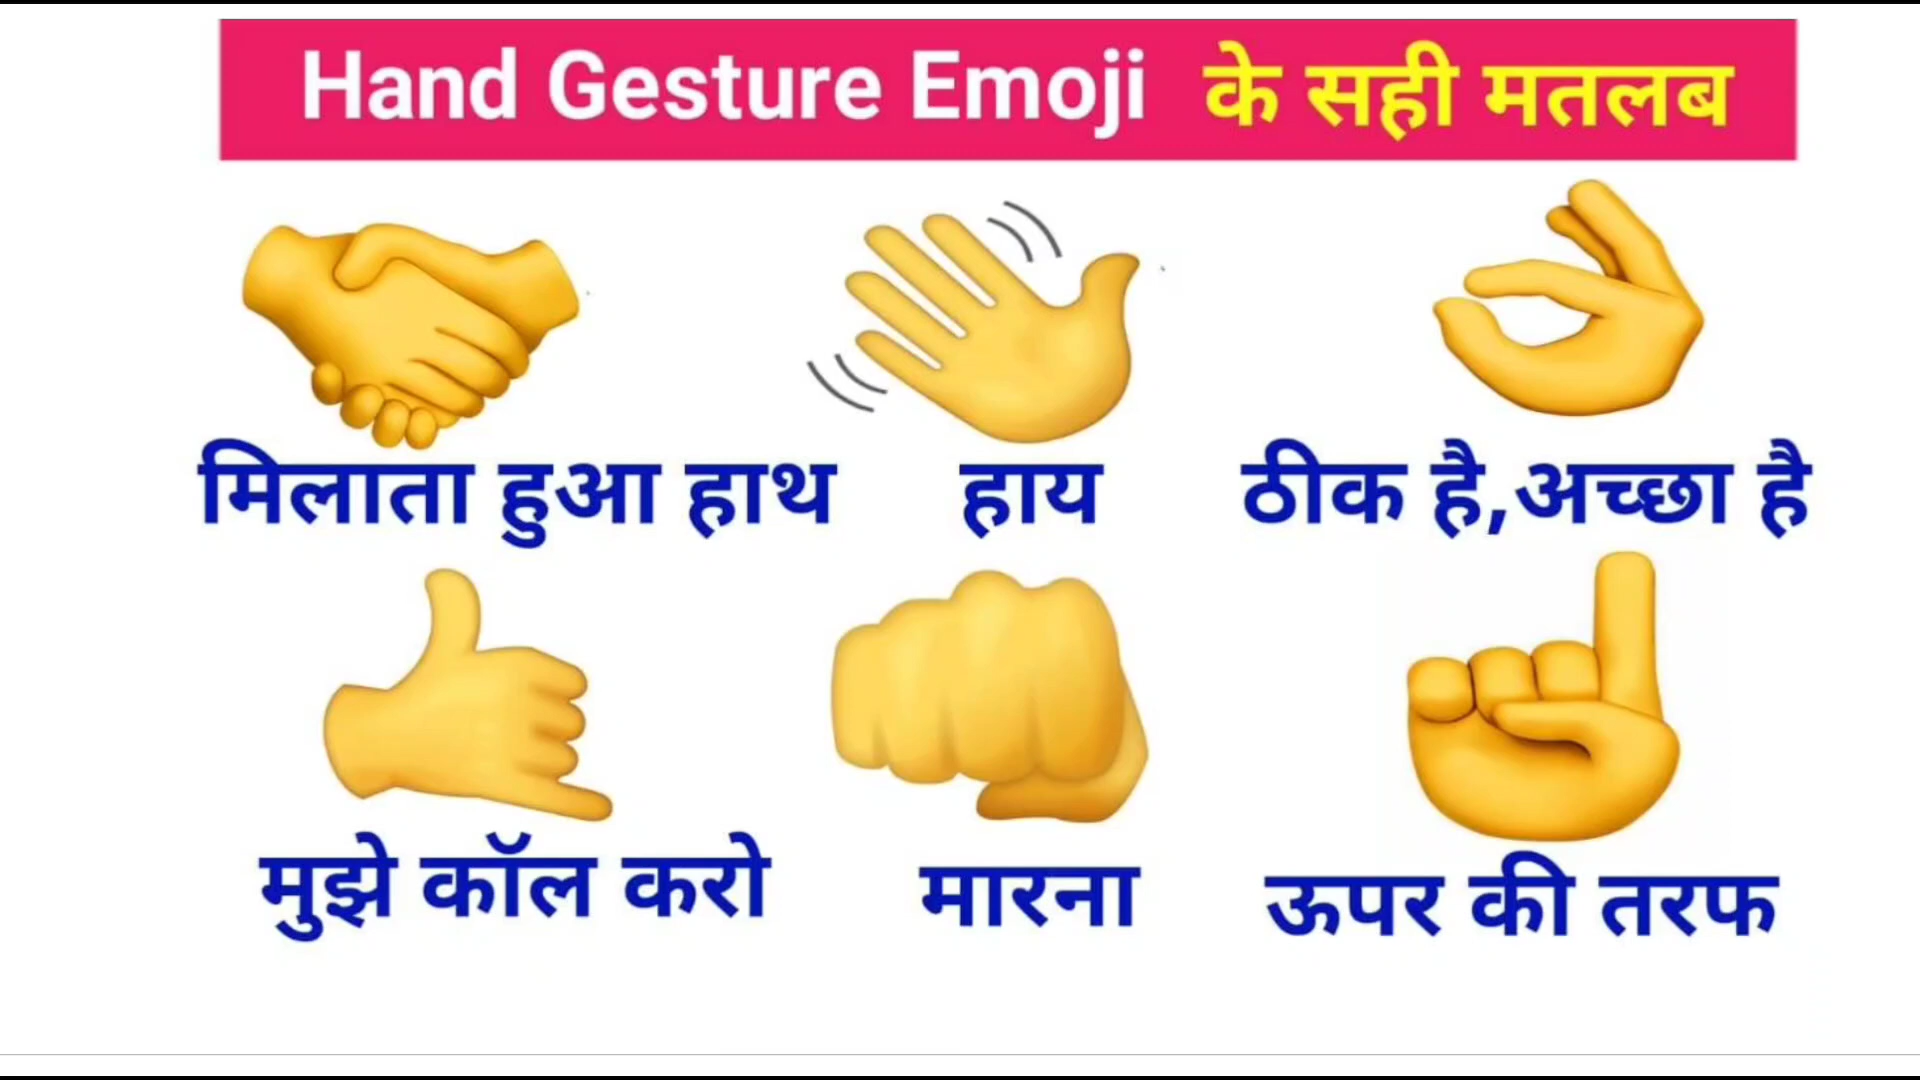 Hand Gesture Emoji के सही मतलब
मिलाता हुआ हाथ हाय ठीक है,अच्छा है
मुझे कॉल करो मारना ऊपर की तरफ